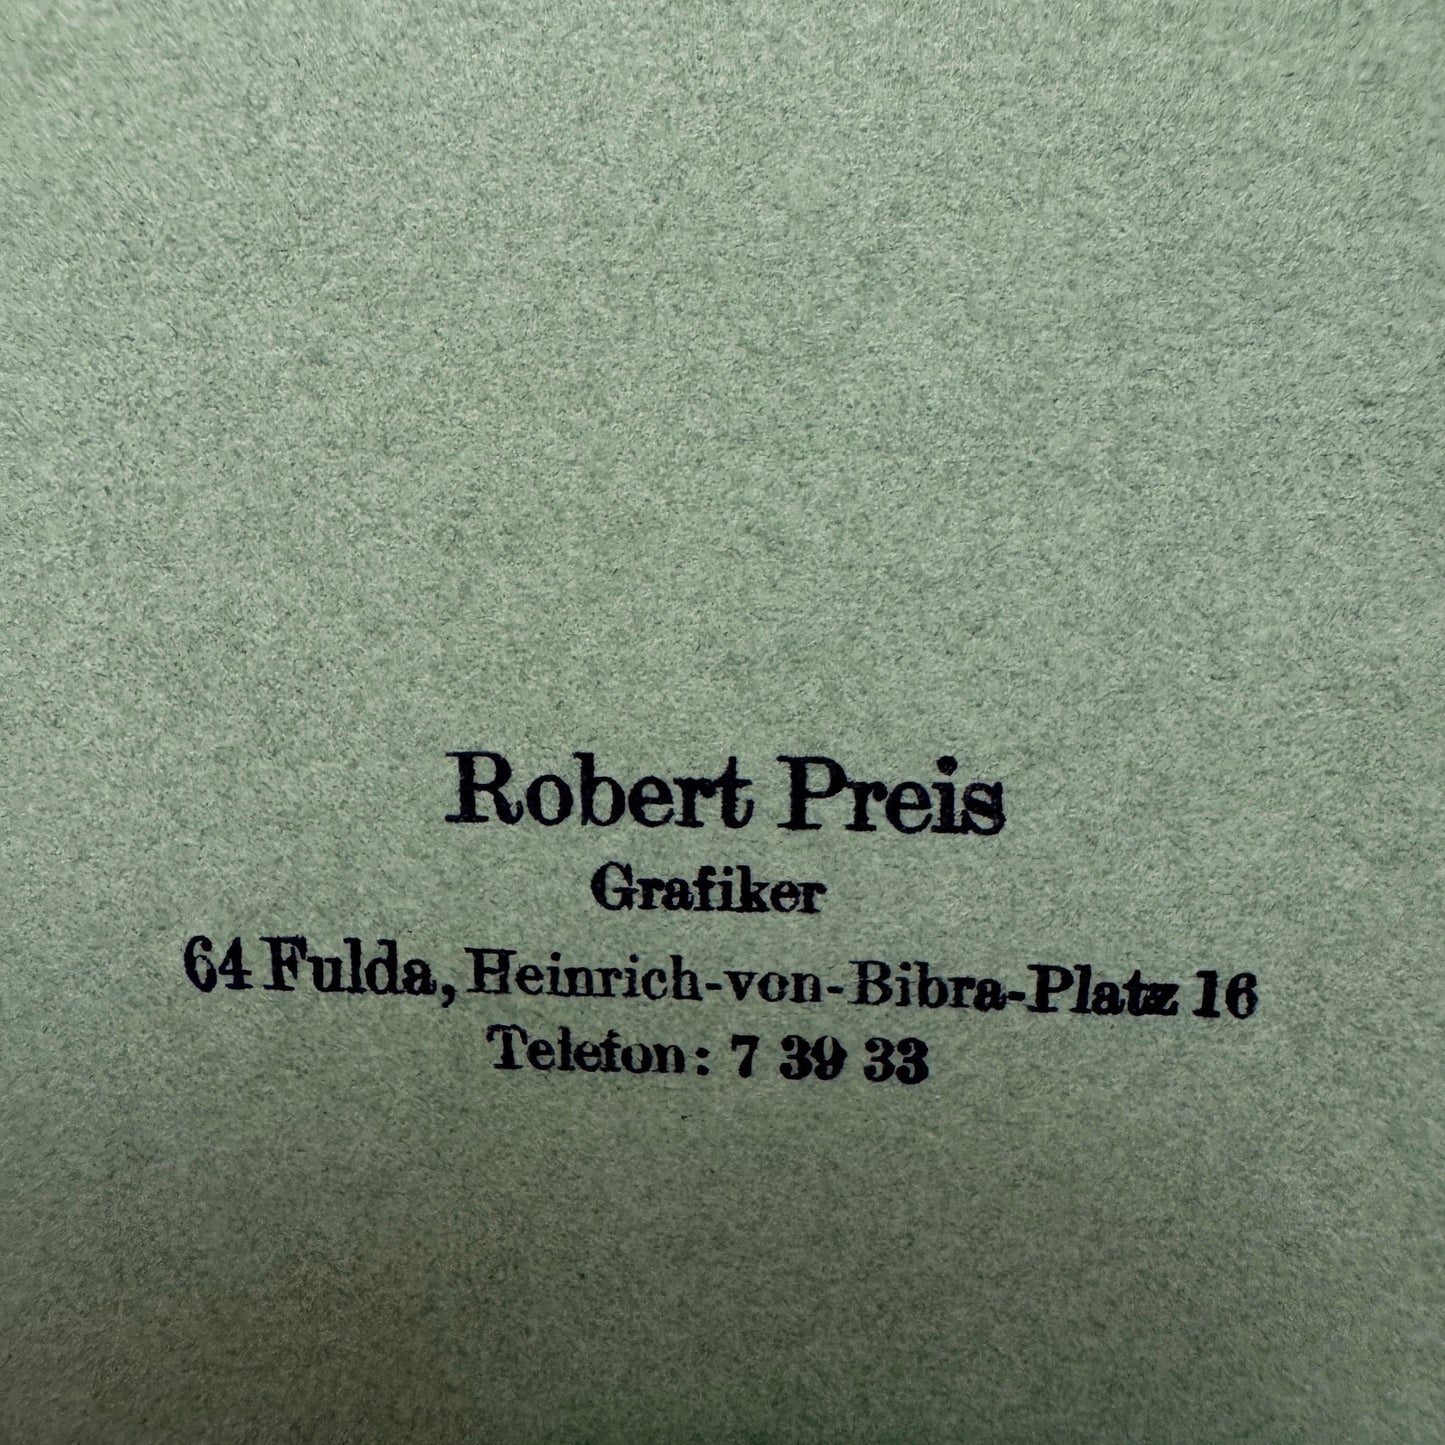 Robert Preis
Grafiker
64 Fulda, Heinrich-von-Bibra-Platz 16
Telefon: 7 39 33